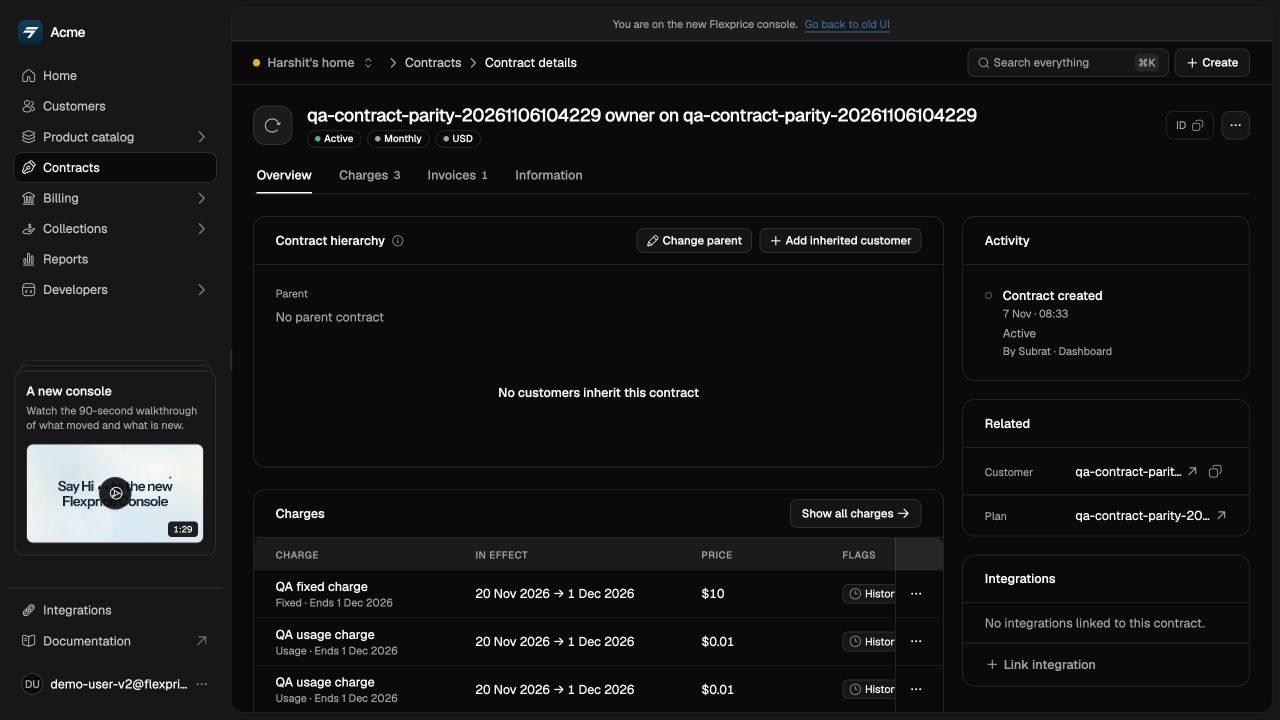 Acme
Home
Customers
Product catalog
Contracts
Billing
Collections
Reports
Developers
A new console
Watch the 90-second walkthrough
of what moved and what is new.
Say Hi the new
Flexprice Console
1:29
Integrations
Documentation
DU demo-user-v2@flexpri...
You are on the new Flexprice console. Go back to old UI
Harshit's home Contracts Contract details
Search everything ⌘K
+ Create
qa-contract-parity-20261106104229 owner on qa-contract-parity-20261106104229
Active Monthly USD
ID
Overview Charges 3 Invoices 1 Information
Contract hierarchy
Change parent
+ Add inherited customer
Parent
No parent contract
No customers inherit this contract
Charges
Show all charges →
CHARGE IN EFFECT PRICE FLAGS
QA fixed charge
Fixed · Ends 1 Dec 2026
20 Nov 2026 → 1 Dec 2026 $10 Histor
QA usage charge
Usage · Ends 1 Dec 2026
20 Nov 2026 → 1 Dec 2026 $0.01 Histor
QA usage charge
Usage · Ends 1 Dec 2026
20 Nov 2026 → 1 Dec 2026 $0.01 Histor
Activity
Contract created
7 Nov · 08:33
Active
By Subrat · Dashboard
Related
Customer qa-contract-parit...
Plan qa-contract-parity-20...
Integrations
No integrations linked to this contract.
+ Link integration